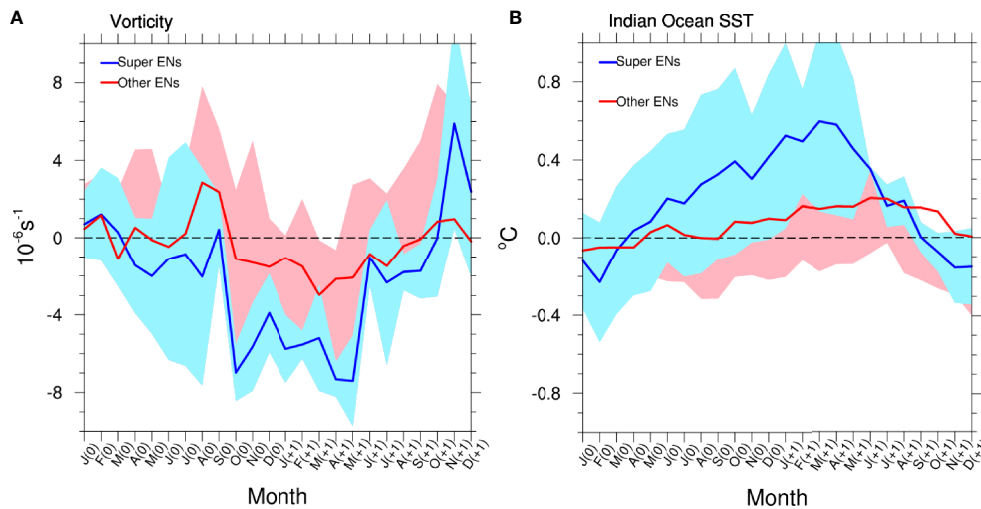 A
Vorticity
Super ENs
Other ENs
8
4
0
-4
-8
10⁻⁶s⁻¹
J(0) F(0) M(0) A(0) M(0) J(0) J(0) A(0) S(0) O(0) N(0) D(0) J(+1) F(+1) M(+1) A(+1) M(+1) J(+1) J(+1) A(+1) S(+1) O(+1) N(+1) D(+1)
Month
B
Indian Ocean SST
Super ENs
Other ENs
0.8
0.4
0.0
-0.4
-0.8
°C
J(0) F(0) M(0) A(0) M(0) J(0) J(0) A(0) S(0) O(0) N(0) D(0) J(+1) F(+1) M(+1) A(+1) M(+1) J(+1) J(+1) A(+1) S(+1) O(+1) N(+1) D(+1)
Month